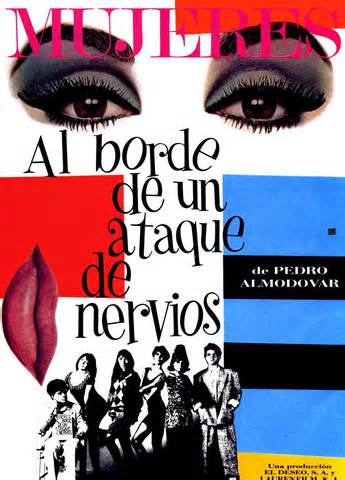 MUJERES
Al borde
de un
ataque
de
nervios
de PEDRO
ALMODOVAR
Una producción
EL DESEO, S. A. y